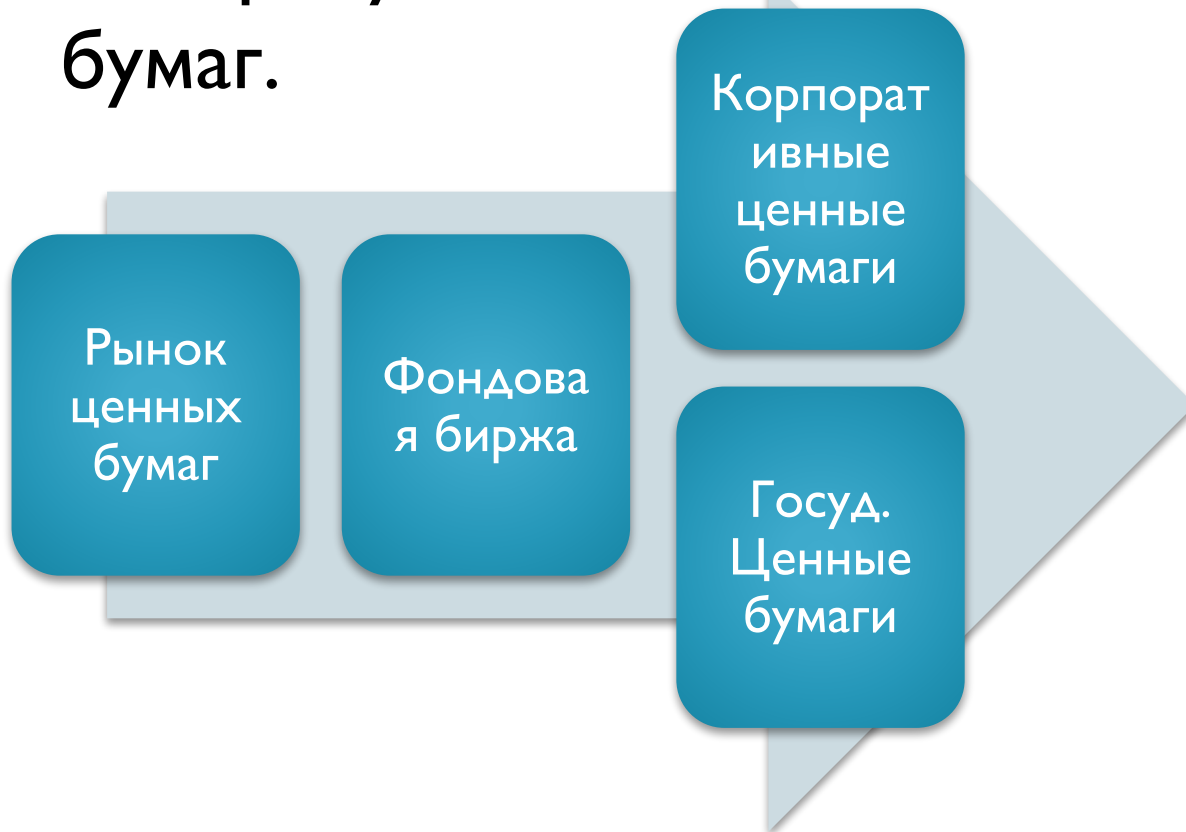 бумаг.
Корпорат
ивные
ценные
бумаги
Рынок
ценных
бумаг
Фондова
я биржа
Госуд.
Ценные
бумаги